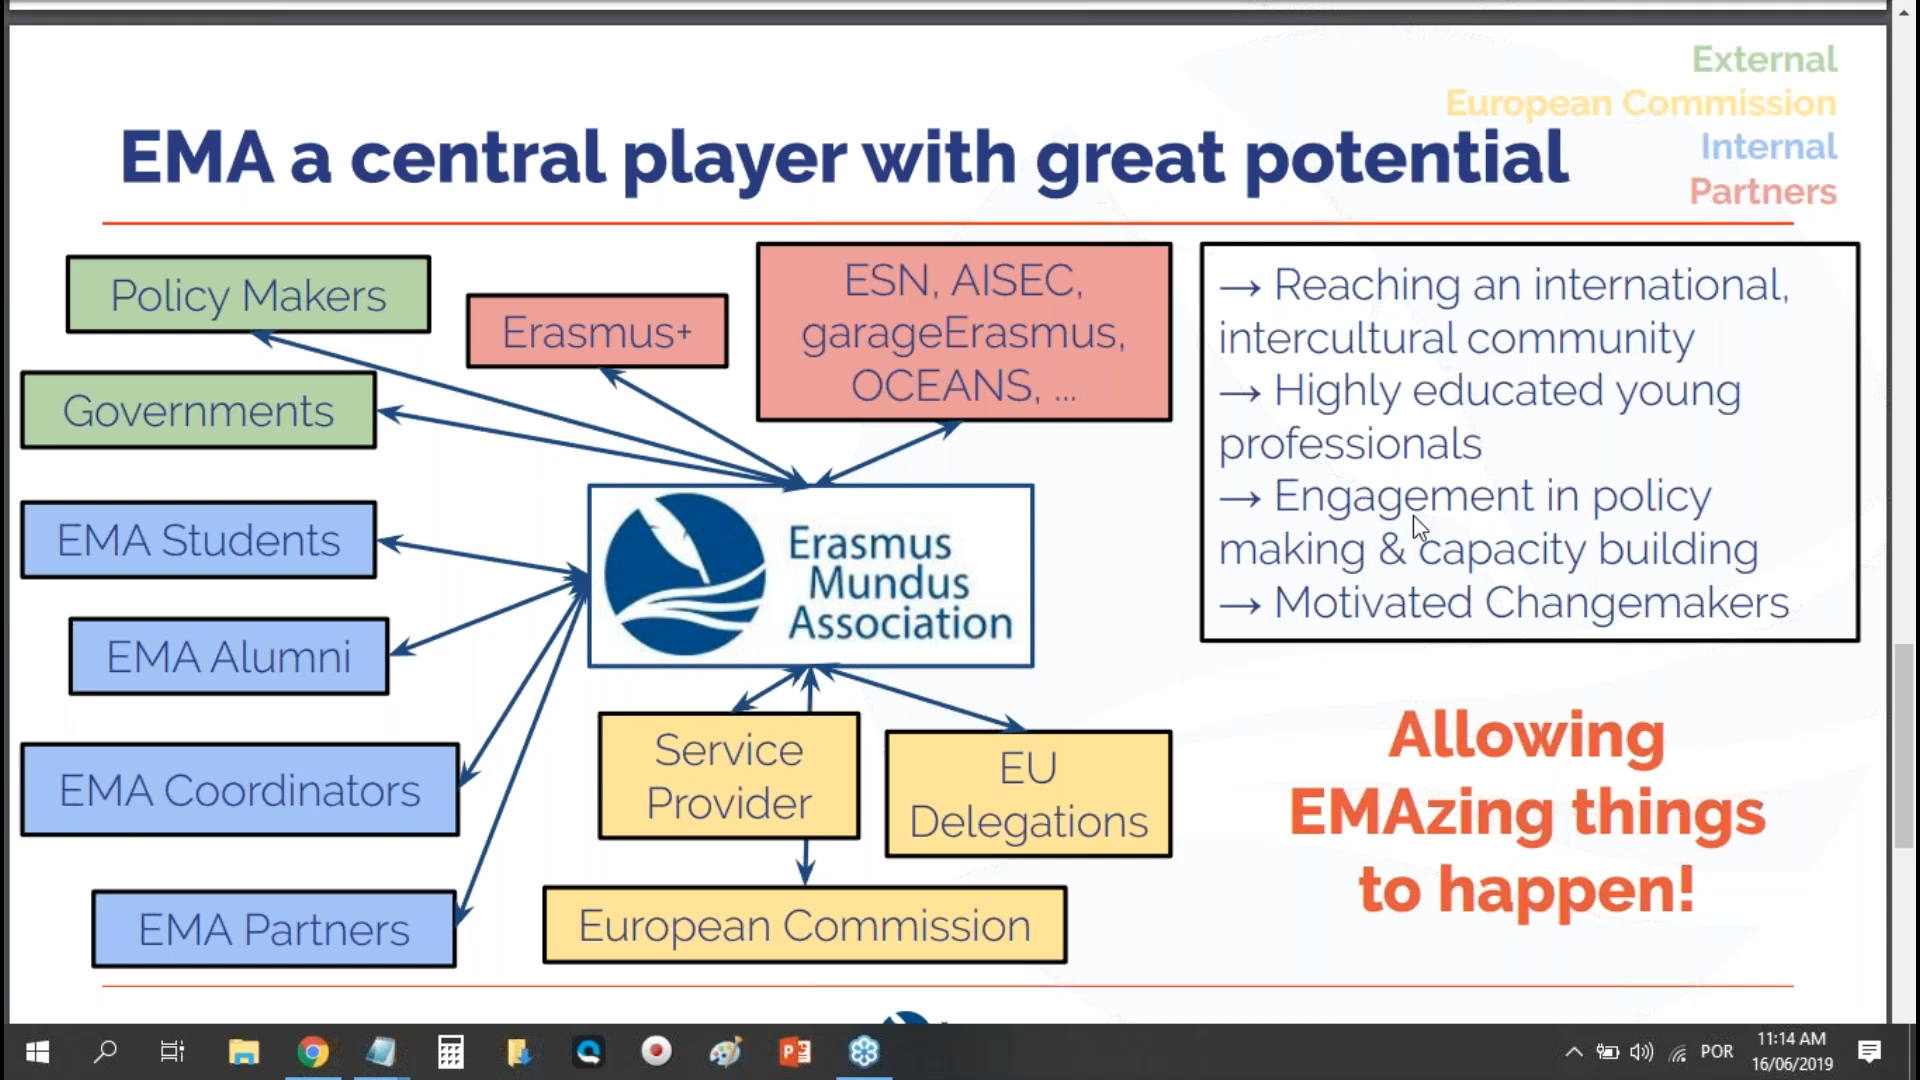 External
European Commission
Internal
Partners
EMA a central player with great potential
Policy Makers
Governments
EMA Students
EMA Alumni
EMA Coordinators
EMA Partners
Erasmus+
ESN, AISEC,
garageErasmus,
OCEANS, ...
Erasmus
Mundus
Association
Service
Provider
EU
Delegations
European Commission
→ Reaching an international,
intercultural community
→ Highly educated young
professionals
→ Engagement in policy
making & capacity building
→ Motivated Changemakers
Allowing
EMAzing things
to happen!
POR
11:14 AM
16/06/2019